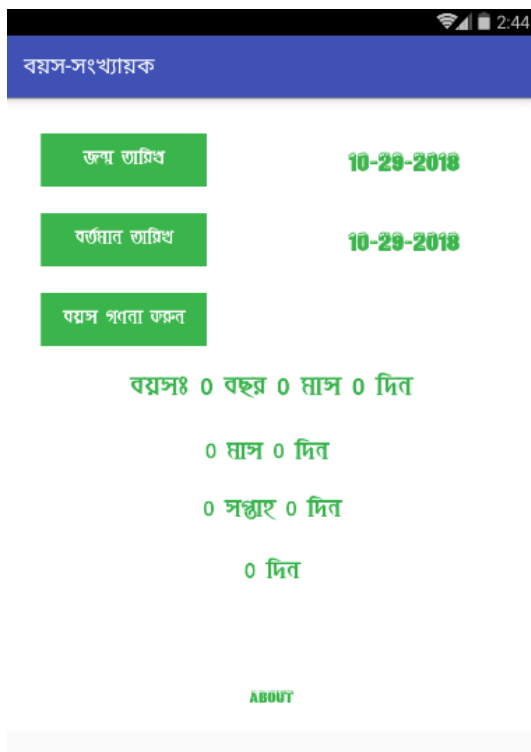 2:44
বয়স-সংখ্যায়ক
জন্ম তারিখ 10-29-2018
বর্তমান তারিখ 10-29-2018
বয়স গণনা করুন
বয়সঃ 0 বছর 0 মাস 0 দিন
0 মাস 0 দিন
0 সপ্তাহ 0 দিন
0 দিন
ABOUT